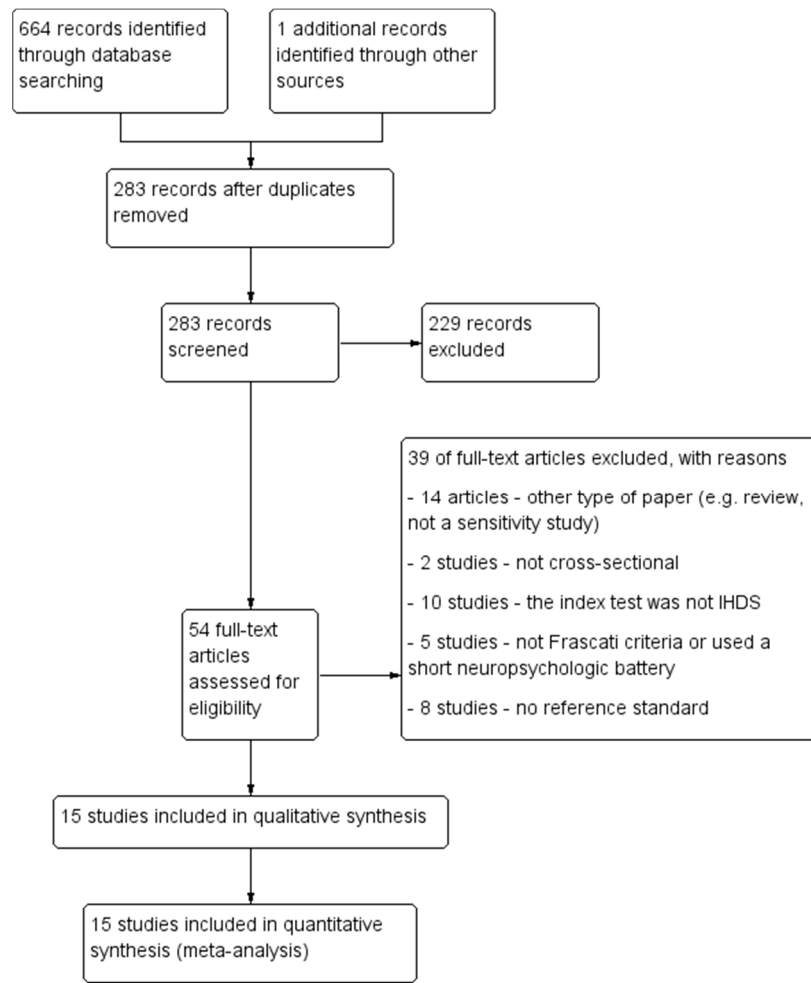 664 records identified
through database
searching
1 additional records
identified through other
sources
283 records after duplicates
removed
283 records
screened
229 records
excluded
39 of full-text articles excluded, with reasons
- 14 articles - other type of paper (e.g. review,
not a sensitivity study)
- 2 studies - not cross-sectional
- 10 studies - the index test was not IHDS
- 5 studies - not Frascati criteria or used a
short neuropsychologic battery
- 8 studies - no reference standard
54 full-text
articles
assessed for
eligibility
15 studies included in qualitative synthesis
15 studies included in quantitative
synthesis (meta-analysis)